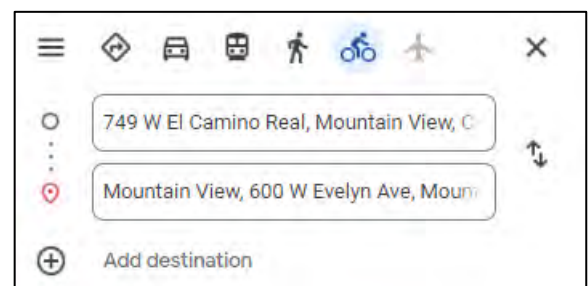 749 W El Camino Real, Mountain View, C
Mountain View, 600 W Evelyn Ave, Moun
Add destination